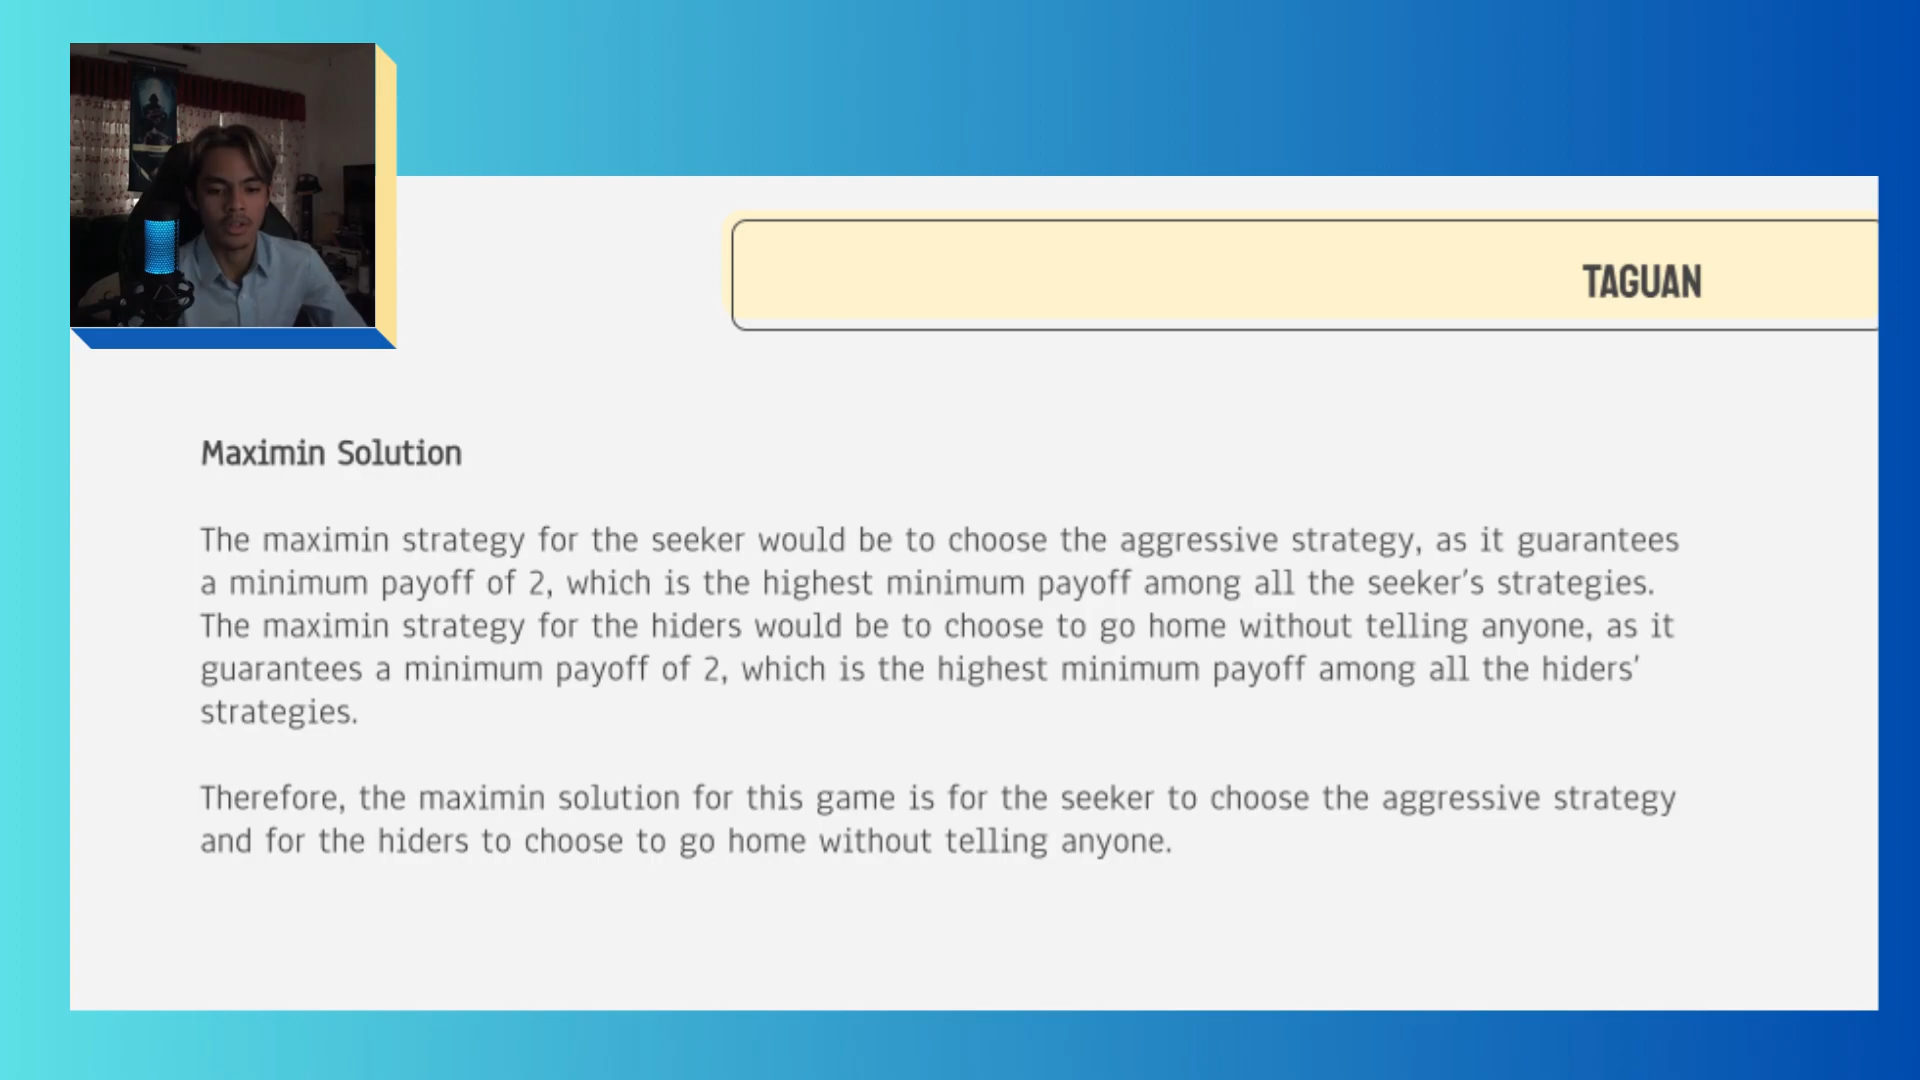 TAGUAN
Maximin Solution
The maximin strategy for the seeker would be to choose the aggressive strategy, as it guarantees
a minimum payoff of 2, which is the highest minimum payoff among all the seeker's strategies.
The maximin strategy for the hiders would be to choose to go home without telling anyone, as it
guarantees a minimum payoff of 2, which is the highest minimum payoff among all the hiders'
strategies.
Therefore, the maximin solution for this game is for the seeker to choose the aggressive strategy
and for the hiders to choose to go home without telling anyone.